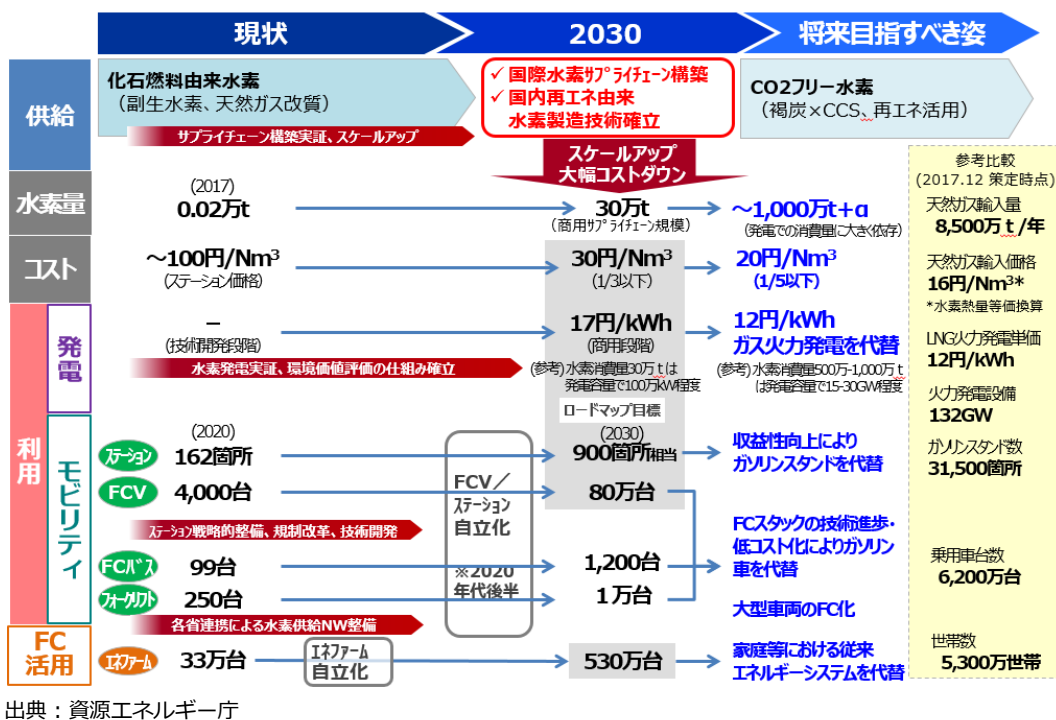 現状
2030
将来目指すべき姿
供給
化石燃料由来水素
（副生水素、天然ガス改質）
✓ 国際水素ｻﾌﾟﾗｲﾁｪｰﾝ構築
✓ 国内再エネ由来
水素製造技術確立
CO2フリー水素
（褐炭×CCS、再エネ活用）
サプライチェーン構築実証、スケールアップ
スケールアップ
大幅コストダウン
参考比較
(2017.12 策定時点)
水素量
(2017)
0.02万t
30万t
(商用ｻﾌﾟﾗｲﾁｪｰﾝ規模)
～1,000万t+α
(発電での消費量に大きく依存)
天然ガス輸入量
8,500万ｔ/年
コスト
～100円/Nm³
(ステーション価格)
30円/Nm³
(1/3以下)
20円/Nm³
(1/5以下)
天然ガス輸入価格
16円/Nm³*
*水素熱量等価換算
利用
発電
－
(技術開発段階)
17円/kWh
(商用段階)
12円/kWh
ガス火力発電を代替
LNG火力発電単価
12円/kWh
水素発電実証、環境価値評価の仕組み確立
(参考)水素消費量30万ｔは
発電容量で100万kW程度
(参考)水素消費量500万-1,000万ｔ
は発電容量で15-30GW程度
火力発電設備
132GW
モビリティ
ロードマップ目標
ステーション
(2020)
162箇所
(2030)
900箇所相当
収益性向上により
ガソリンスタンドを代替
ガソリンスタンド数
31,500箇所
FCV
4,000台
FCV／
ステーション
自立化
※2020
年代後半
80万台
ステーション戦略的整備、規制改革、技術開発
FCスタックの技術進歩・
低コスト化によりガソリン
車を代替
FCバス
99台
1,200台
乗用車台数
6,200万台
フォークリフト
250台
1万台
大型車両のFC化
各省連携による水素供給NW整備
FC
活用
エネファーム
33万台
エネファーム
自立化
530万台
家庭等における従来
エネルギーシステムを代替
世帯数
5,300万世帯
出典：資源エネルギー庁